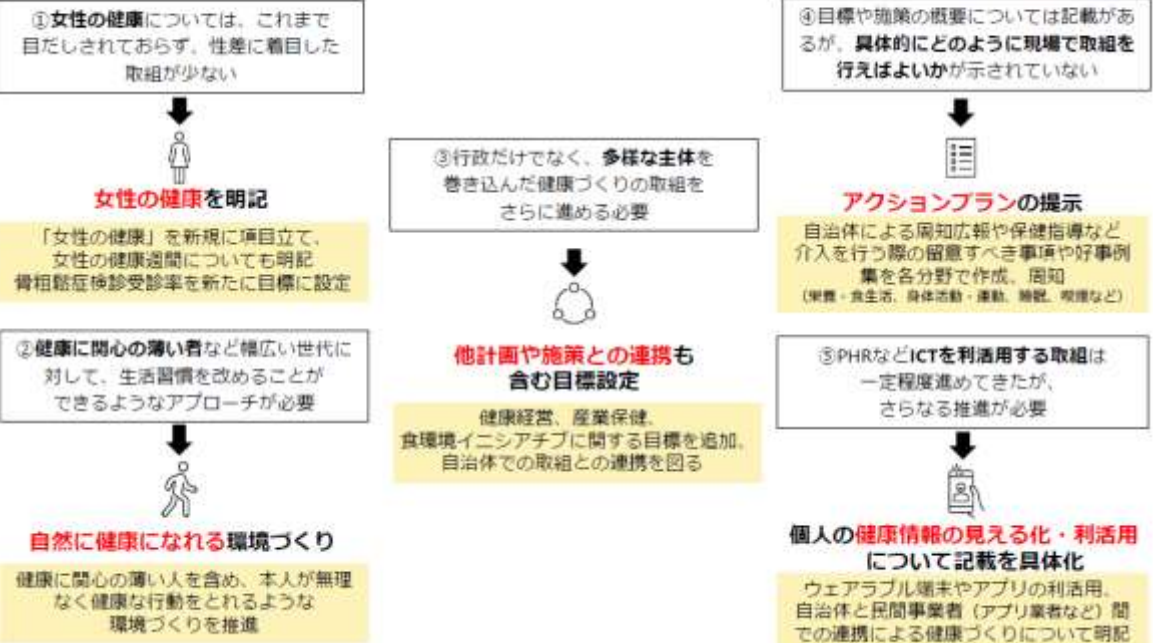 ①女性の健康については、これまで
目だしされておらず、性差に着目した
取組が少ない
女性の健康を明記
「女性の健康」を新規に項目立て、
女性の健康週間についても明記
骨粗鬆症検診受診率を新たに目標に設定
②健康に関心の薄い者など幅広い世代に
対して、生活習慣を改めることが
できるようなアプローチが必要
自然に健康になれる環境づくり
健康に関心の薄い人を含め、本人が無理
なく健康な行動をとれるような
環境づくりを推進
③行政だけでなく、多様な主体を
巻き込んだ健康づくりの取組を
さらに進める必要
他計画や施策との連携も
含む目標設定
健康経営、産業保健、
食環境イニシアチブに関する目標を追加、
自治体での取組との連携を図る
④目標や施策の概要については記載があ
るが、具体的にどのように現場で取組を
行えばよいかが示されていない
アクションプランの提示
自治体による周知広報や保健指導など
介入を行う際の留意すべき事項や好事例
集を各分野で作成、周知
（栄養・食生活、身体活動・運動、睡眠、喫煙など）
⑤PHRなどICTを利活用する取組は
一定程度進めてきたが、
さらなる推進が必要
個人の健康情報の見える化・利活用
について記載を具体化
ウェアラブル端末やアプリの利活用、
自治体と民間事業者（アプリ業者など）間
での連携による健康づくりについて明記